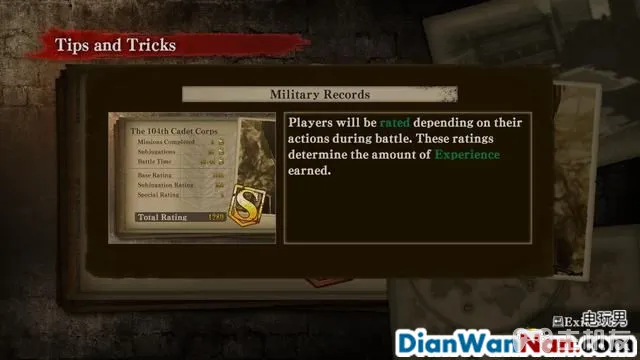 Tips and Tricks
Military Records
The 104th Cadet Corps
Missions Completed
Subjugations
Battle Time
Base Rating
Subjugation Rating
Special Rating
Total Rating
S
Players will be rated depending on their
actions during battle. These ratings
determine the amount of Experience
earned.
电玩男
DianWanNan.com